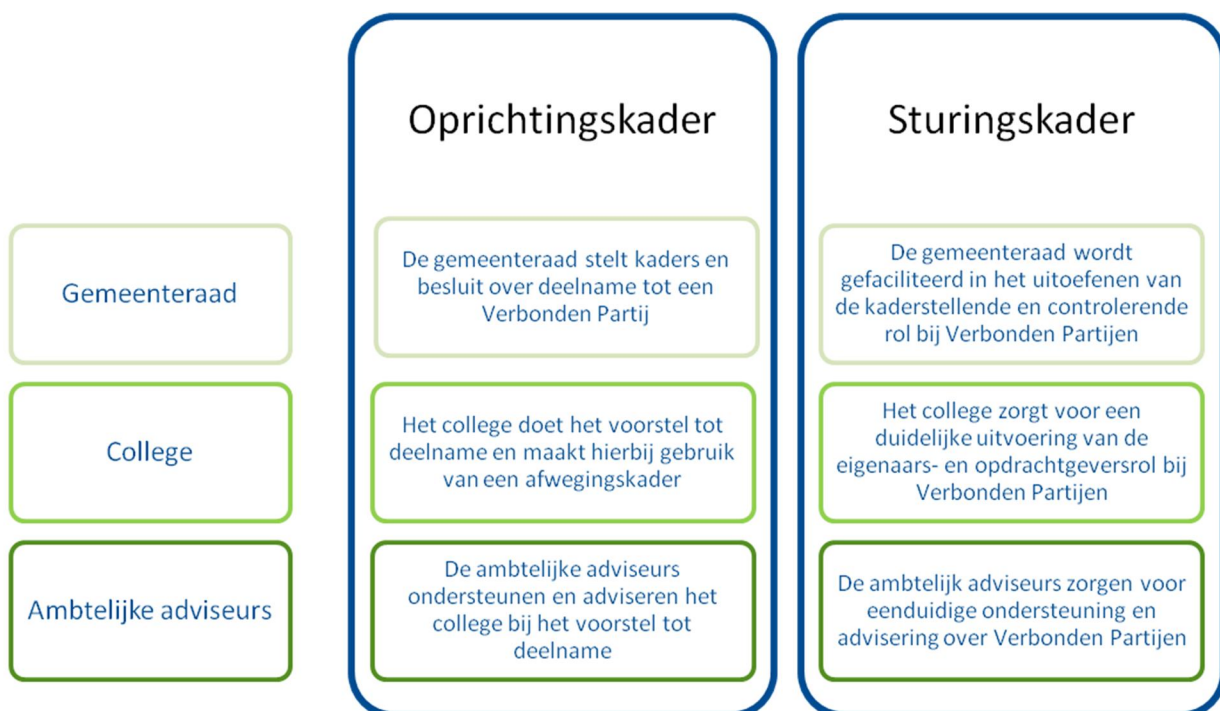 Oprichtingskader
Sturingskader
Gemeenteraad
De gemeenteraad stelt kaders en
besluit over deelname tot een
Verbonden Partij
De gemeenteraad wordt
gefaciliteerd in het uitoefenen van
de kaderstellende en controlerende
rol bij Verbonden Partijen
College
Het college doet het voorstel tot
deelname en maakt hierbij gebruik
van een afwegingskader
Het college zorgt voor een
duidelijke uitvoering van de
eigenaars- en opdrachtgeversrol bij
Verbonden Partijen
Ambtelijke adviseurs
De ambtelijke adviseurs
ondersteunen en adviseren het
college bij het voorstel tot
deelname
De ambtelijk adviseurs zorgen voor
eenduidige ondersteuning en
advisering over Verbonden Partijen